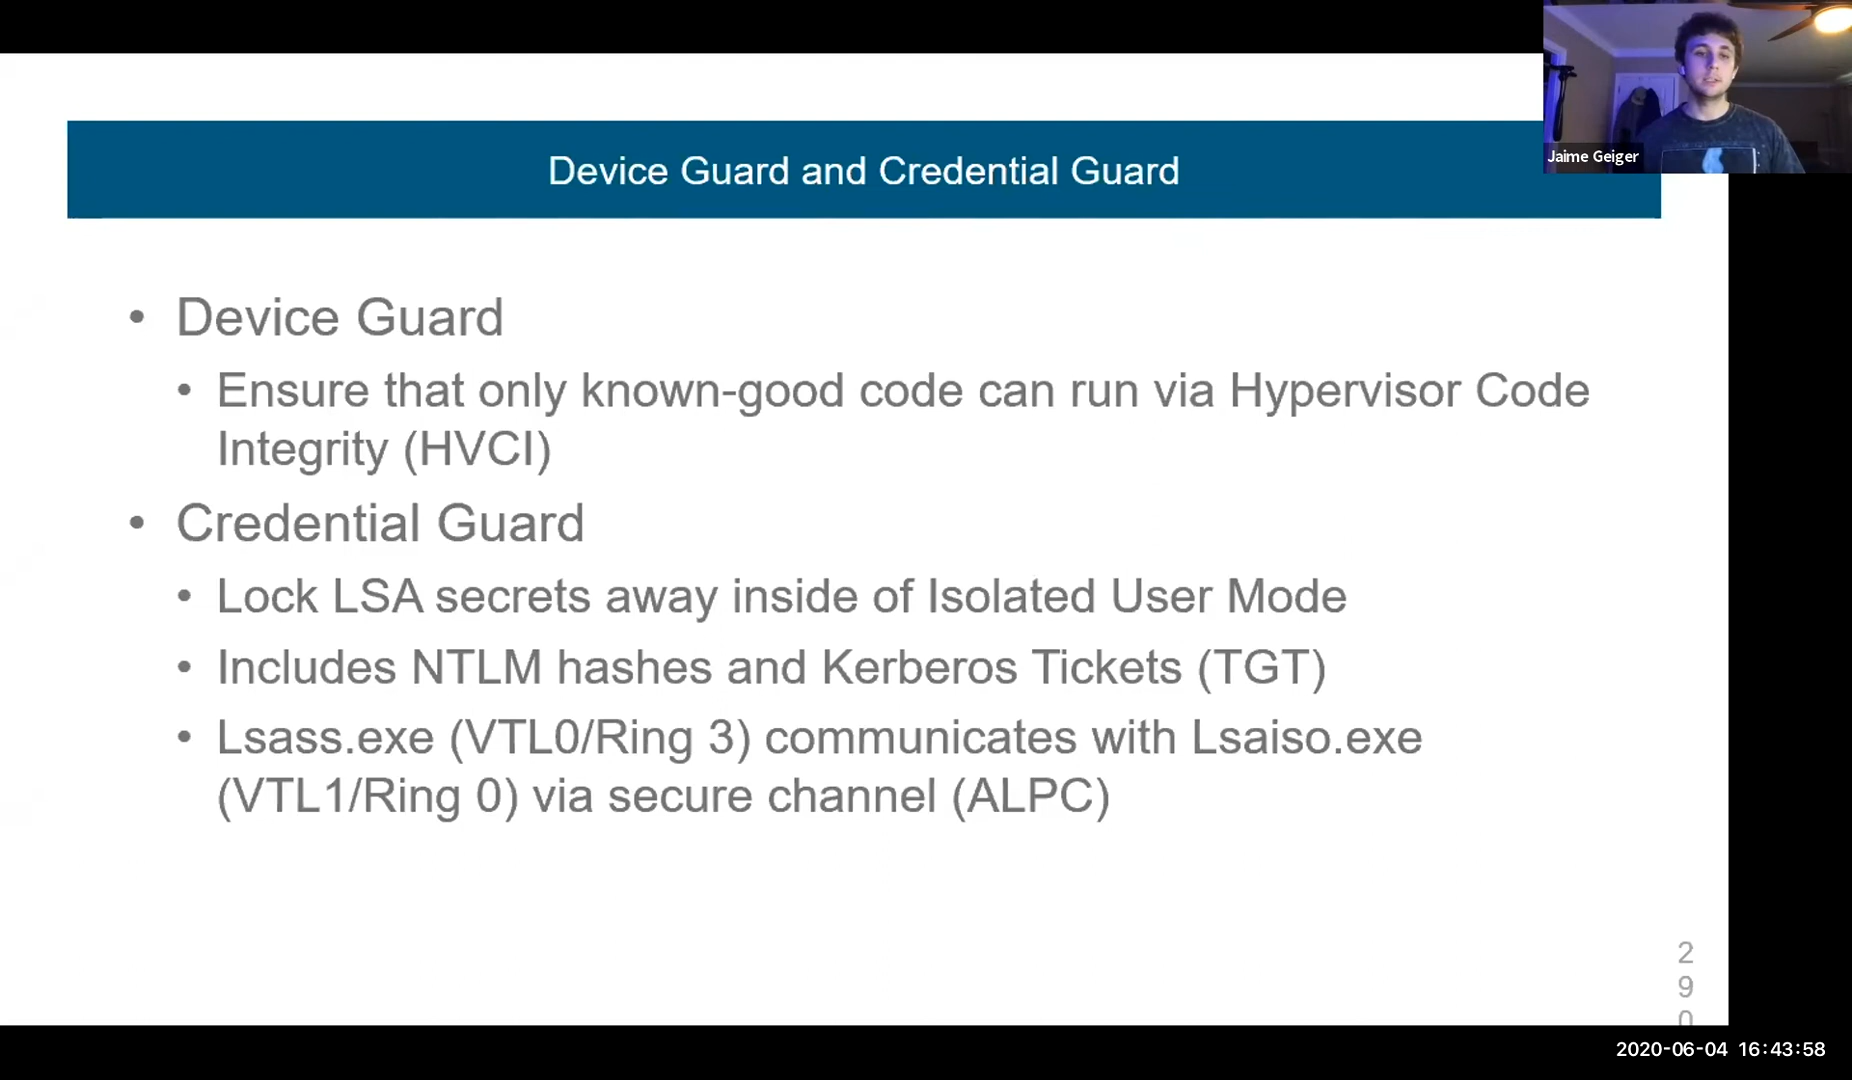 Jaime Geiger
Device Guard and Credential Guard
• Device Guard
• Ensure that only known-good code can run via Hypervisor Code
Integrity (HVCI)
• Credential Guard
• Lock LSA secrets away inside of Isolated User Mode
• Includes NTLM hashes and Kerberos Tickets (TGT)
• Lsass.exe (VTL0/Ring 3) communicates with Lsaiso.exe
(VTL1/Ring 0) via secure channel (ALPC)
2
9
0
2020-06-04 16:43:58